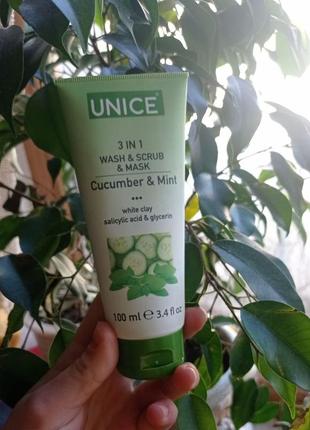 UNICE®
3 IN 1
WASH & SCRUB
& MASK
Cucumber & Mint
•••
white clay
salicylic acid & glycerin
100 ml ℮ 3.4 fl oz